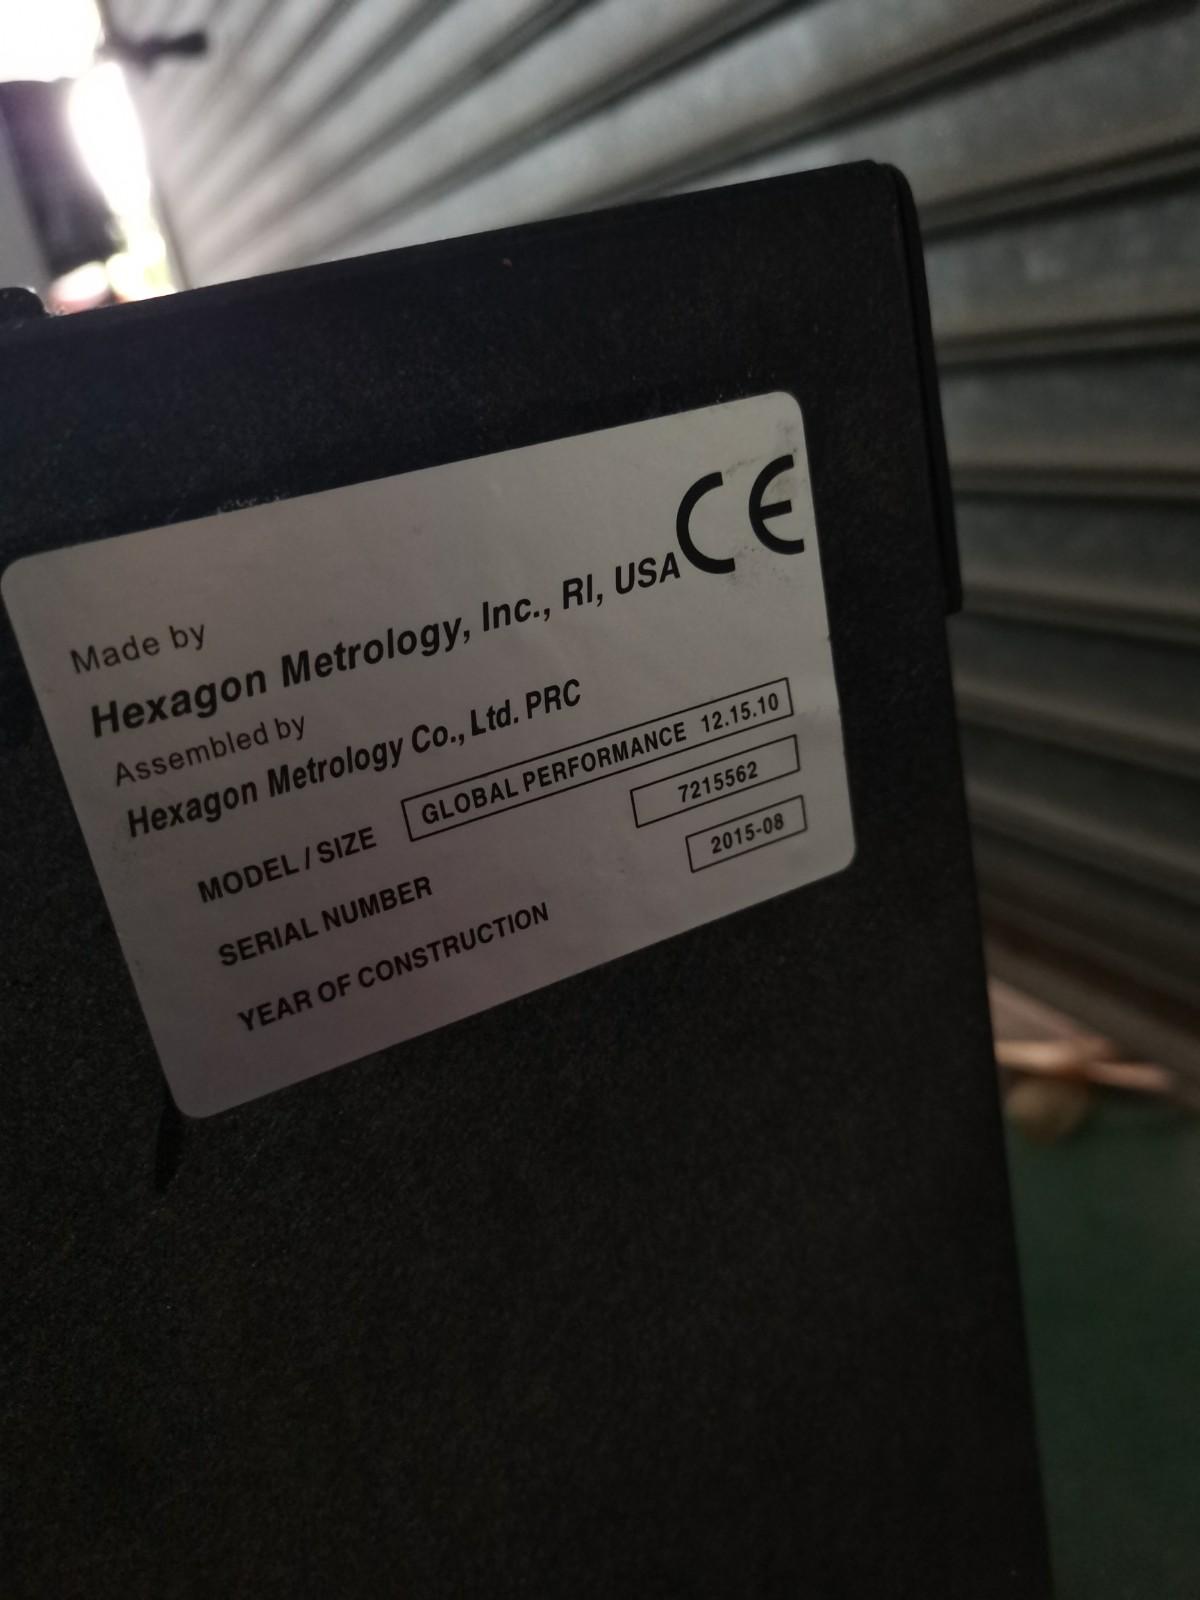 CE
Made by
Hexagon Metrology, Inc., RI, USA
Assembled by
Hexagon Metrology Co., Ltd. PRC
MODEL / SIZE GLOBAL PERFORMANCE 12.15.10
SERIAL NUMBER 7215562
YEAR OF CONSTRUCTION 2015-08